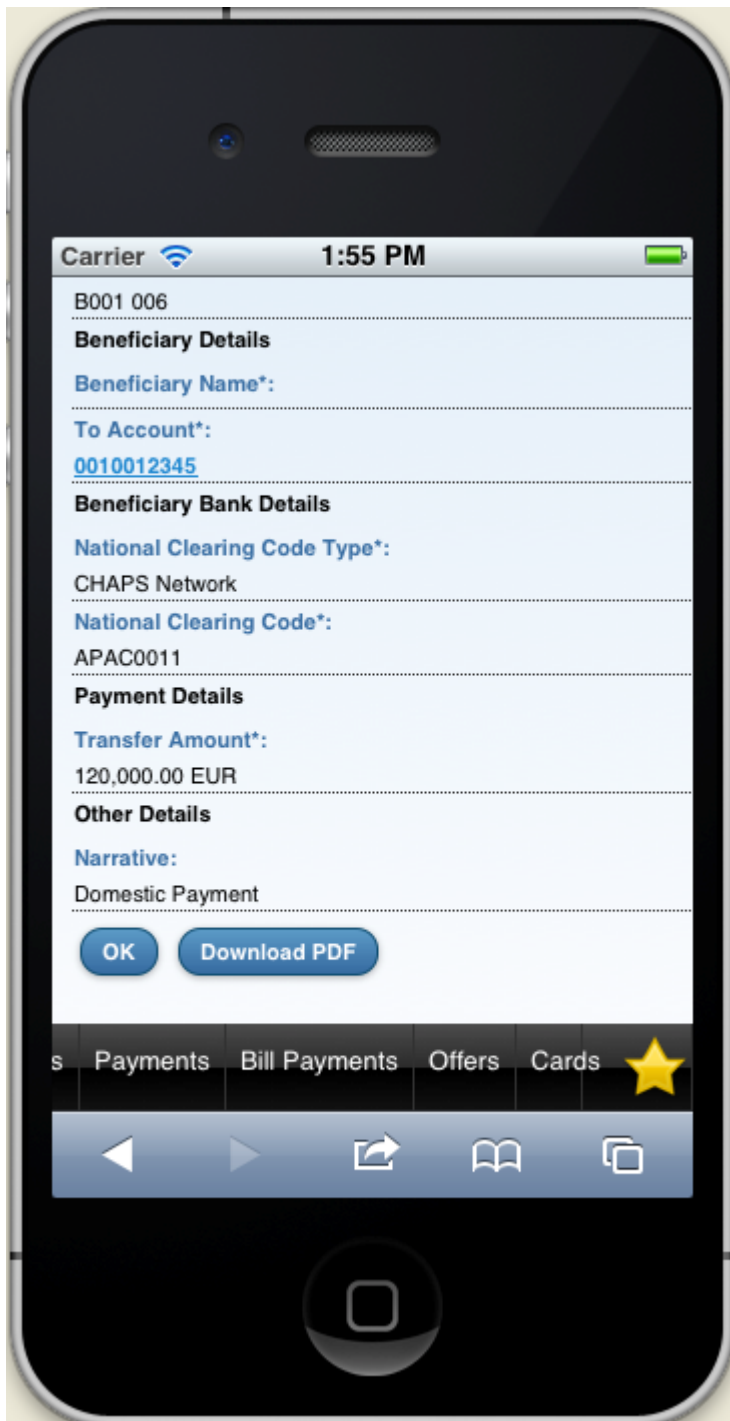 Carrier 1:55 PM
B001 006
Beneficiary Details
Beneficiary Name*:
To Account*:
0010012345
Beneficiary Bank Details
National Clearing Code Type*:
CHAPS Network
National Clearing Code*:
APAC0011
Payment Details
Transfer Amount*:
120,000.00 EUR
Other Details
Narrative:
Domestic Payment
OK Download PDF
s Payments Bill Payments Offers Cards